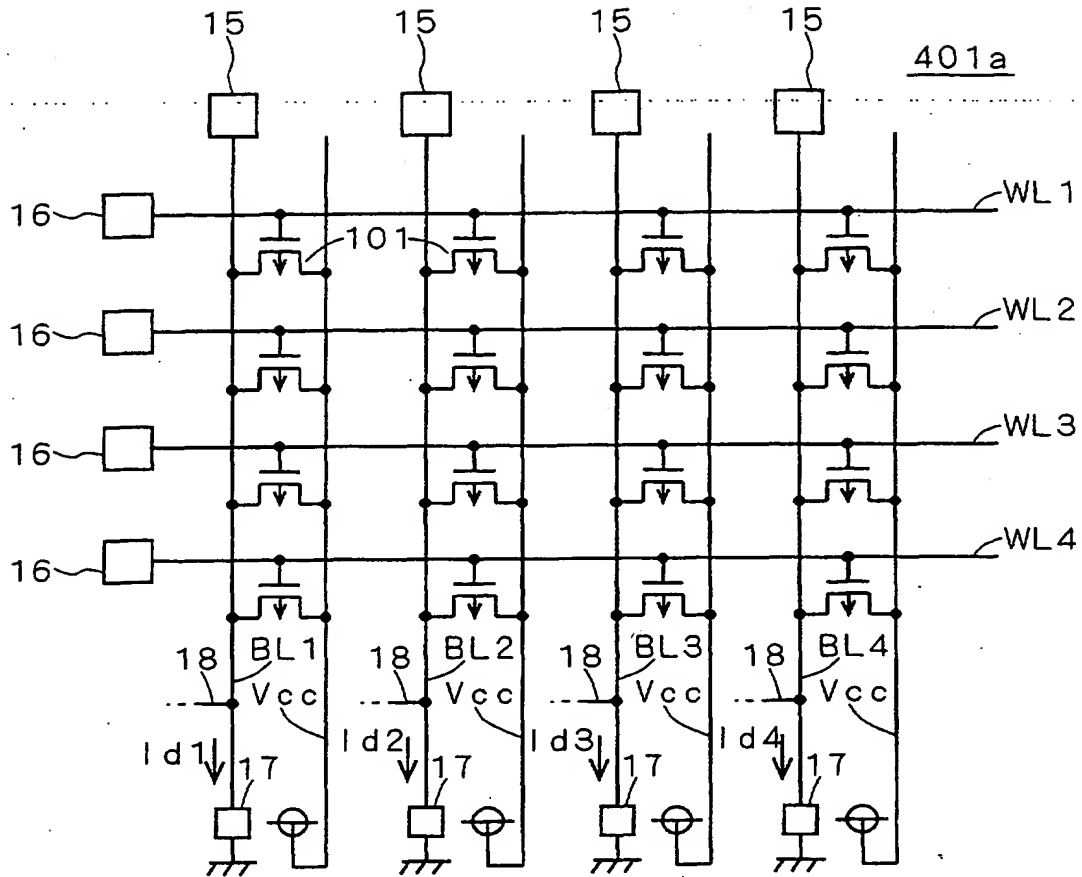 15 15 15 15
401a
16 WL1
101
16 WL2
16 WL3
16 WL4
18 BL1 18 BL2 18 BL3 18 BL4
Vcc Vcc Vcc Vcc
Id1 Id2 Id3 Id4
17 17 17 17